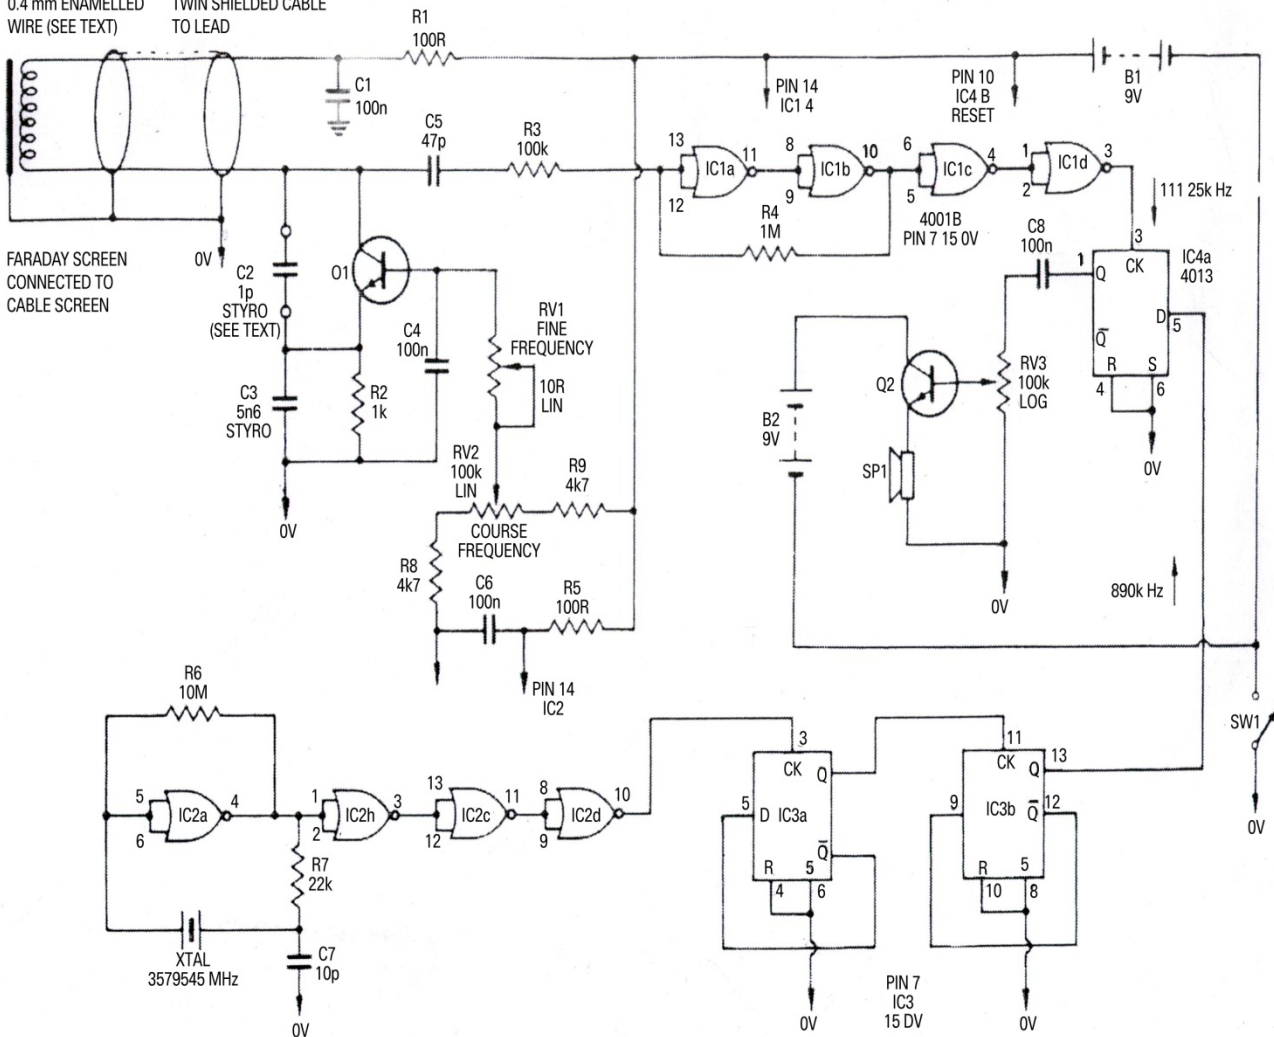 0.4 mm ENAMELLED
WIRE (SEE TEXT)
TWIN SHIELDED CABLE
TO LEAD
R1
100R
C1
100n
PIN 14
IC1 4
PIN 10
IC4 B
RESET
B1
9V
C5
47p
R3
100k
13
12
IC1a
11
8
9
IC1b
10
6
5
IC1c
4
1
2
IC1d
3
R4
1M
4001B
PIN 7 15 0V
111 25k Hz
FARADAY SCREEN
CONNECTED TO
CABLE SCREEN
0V
C2
1p
STYRO
(SEE TEXT)
O1
C4
100n
RV1
FINE
FREQUENCY
10R
LIN
C3
5n6
STYRO
R2
1k
0V
C8
100n
3
1
Q
CK
IC4a
4013
D
5
Q̅
R
S
4
6
0V
Q2
RV3
100k
LOG
B2
9V
SP1
0V
890k Hz
RV2
100k
LIN
R9
4k7
COURSE
FREQUENCY
R8
4k7
C6
100n
R5
100R
PIN 14
IC2
R6
10M
5
6
IC2a
4
1
2
IC2h
3
13
12
IC2c
11
8
9
IC2d
10
R7
22k
XTAL
3579545 MHz
C7
10p
0V
3
CK
Q
5
D
IC3a
Q̅
R
5
4
6
0V
11
CK
Q
13
9
IC3b
Q̅
12
R
5
10
8
0V
PIN 7
IC3
15 DV
SW1
0V